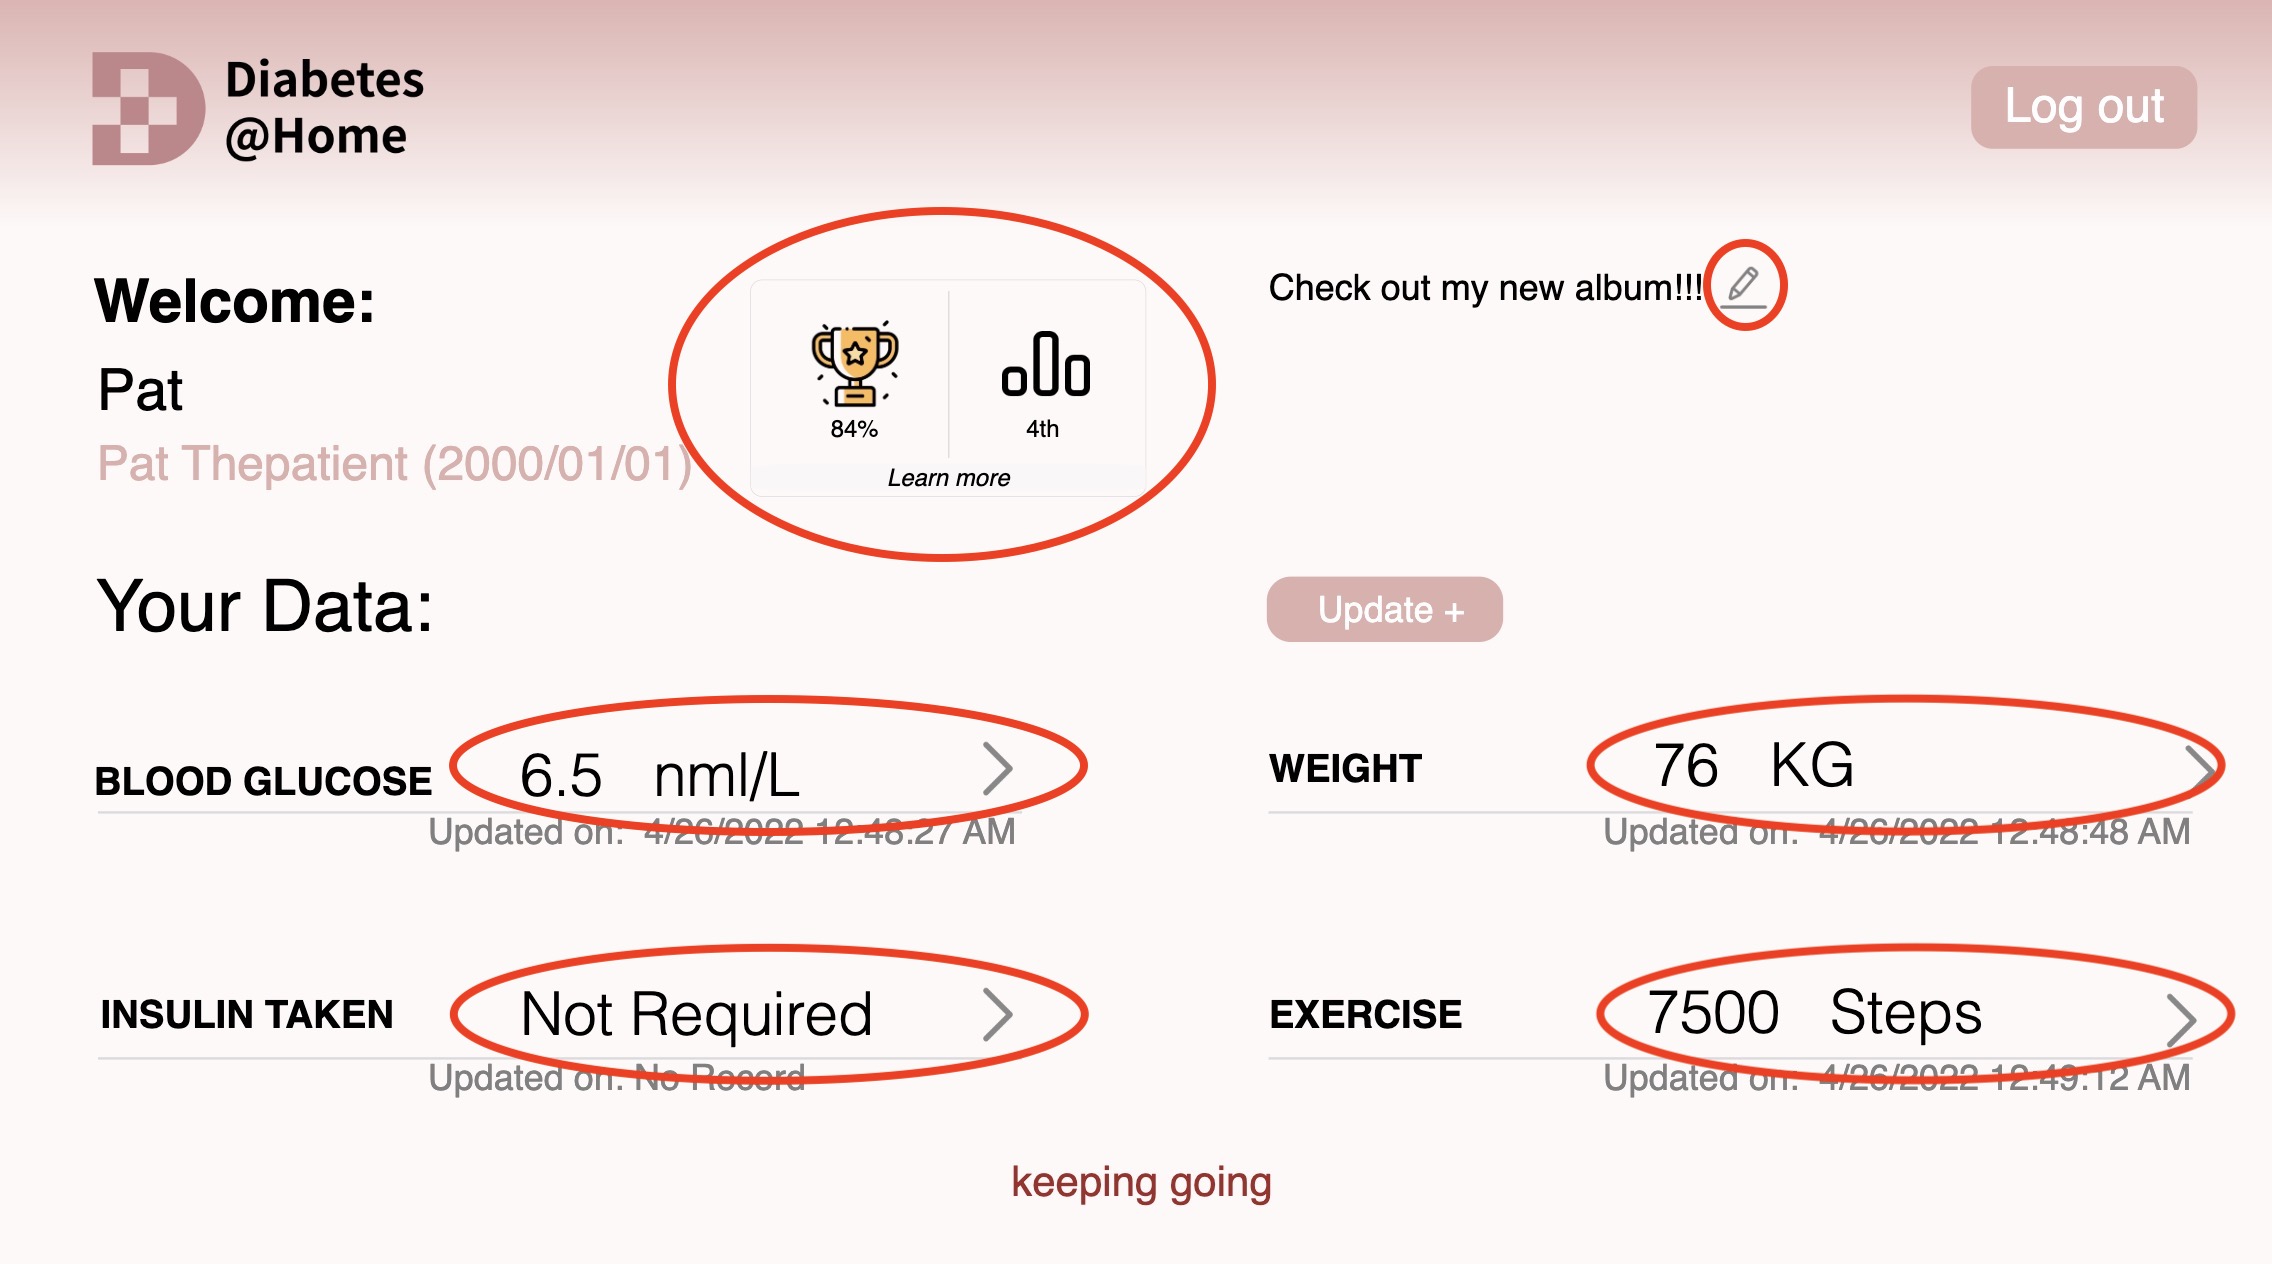 Diabetes
@Home
Log out
Welcome:
Pat
Pat Thepatient (2000/01/01)
84%
4th
Learn more
Check out my new album!!!
Your Data:
Update +
BLOOD GLUCOSE 6.5 nml/L
Updated on: 4/26/2022 12:48:27 AM
WEIGHT 76 KG
Updated on: 4/26/2022 12:48:48 AM
INSULIN TAKEN Not Required
Updated on: No Record
EXERCISE 7500 Steps
Updated on: 4/26/2022 12:49:12 AM
keeping going